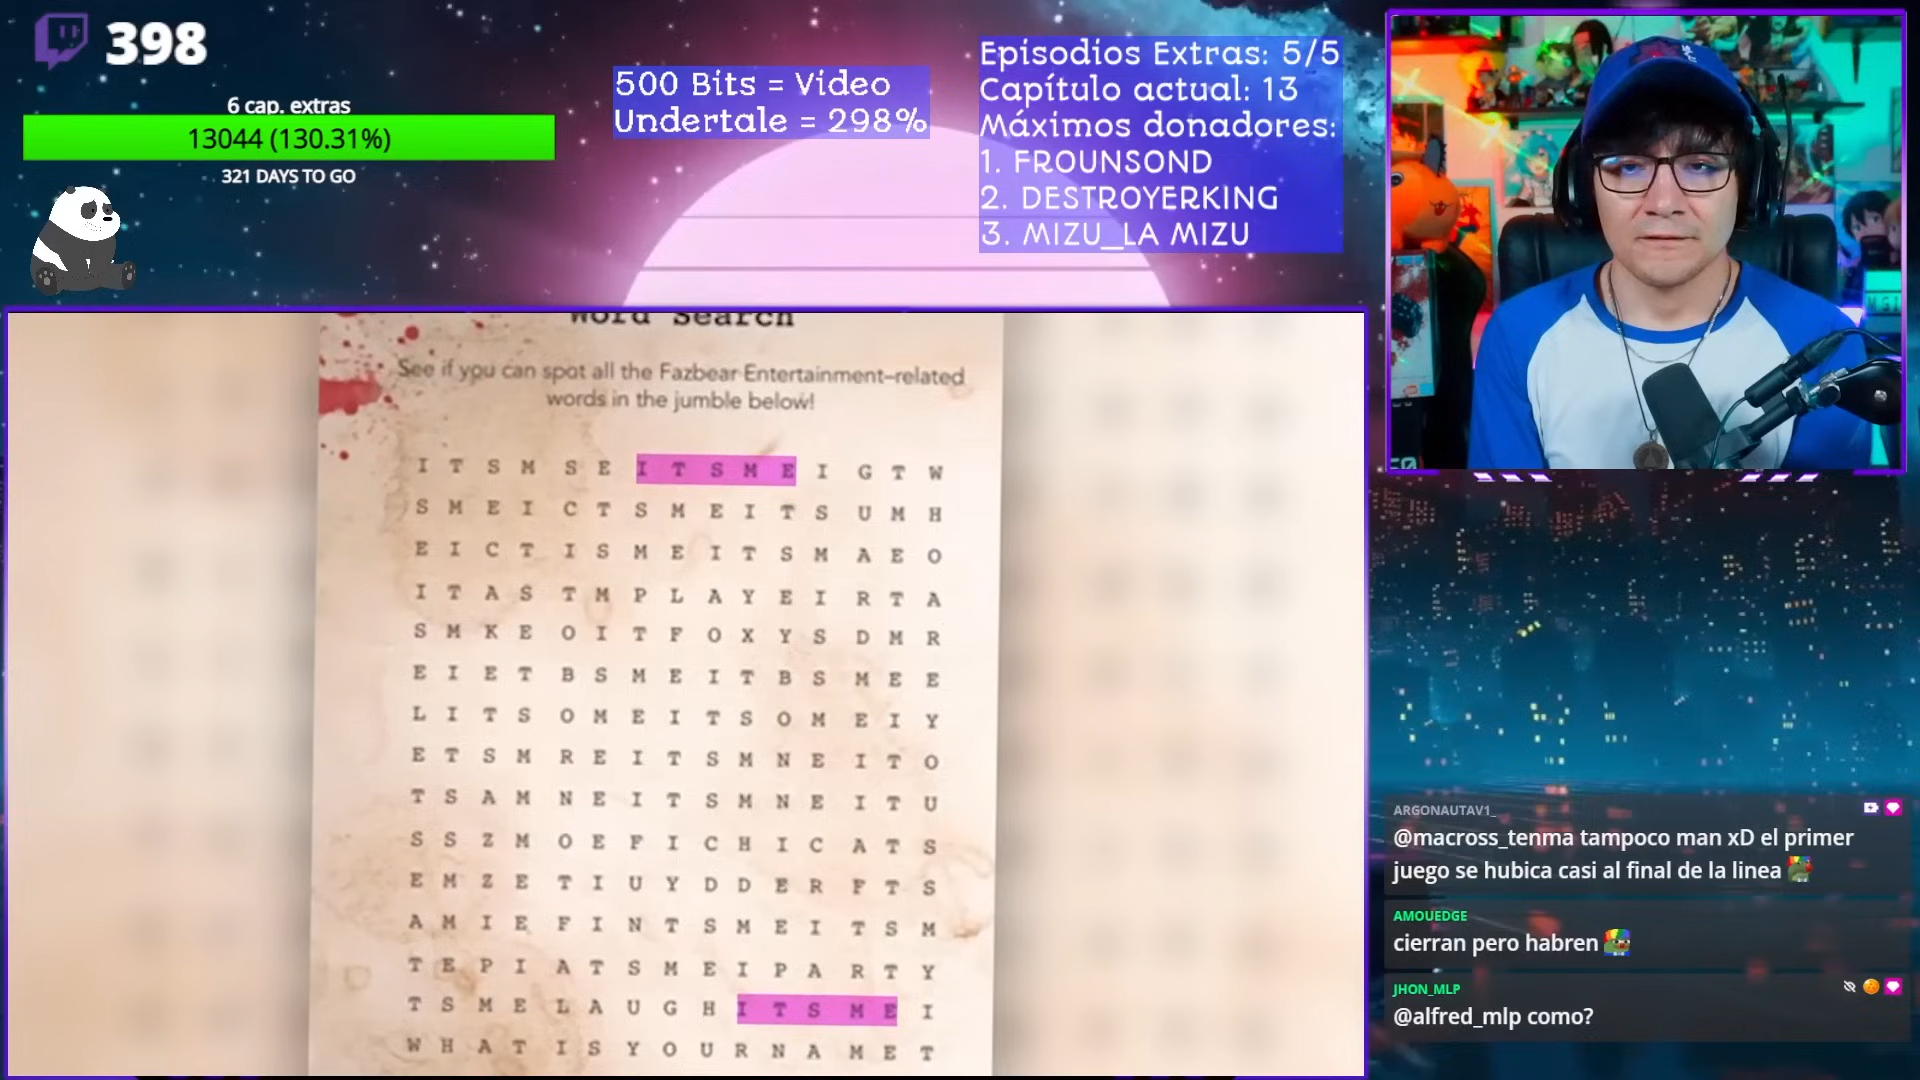 398
6 cap. extras
13044 (130.31%)
321 DAYS TO GO
500 Bits = Video
Undertale = 298%
Episodios Extras: 5/5
Capítulo actual: 13
Máximos donadores:
1. FROUNSOND
2. DESTROYERKING
3. MIZU_LA MIZU
Word Search
See if you can spot all the Fazbear Entertainment-related
words in the jumble below!
I T S M S E I T S M E I G T W
S M E I C T S M E I T S U M H
E I C T I S M E I T S M A E O
I T A S T M P L A Y E I R T A
S M K E O I T F O X Y S D M R
E I E T B S M E I T B S M E E
L I T S O M E I T S O M E I Y
E T S M R E I T S M N E I T O
T S A M N E I T S M N E I T U
S S Z M O E F I C H I C A T S
E M Z E T I U Y D D E R F T S
A M I E F I N T S M E I T S M
T E P I A T S M E I P A R T Y
T S M E L A U G H I T S M E I
W H A T I S Y O U R N A M E T
ARGONAUTAV1_
@macross_tenma tampoco man xD el primer
juego se hubica casi al final de la linea
AMOUEDGE
cierran pero habren
JHON_MLP
@alfred_mlp como?